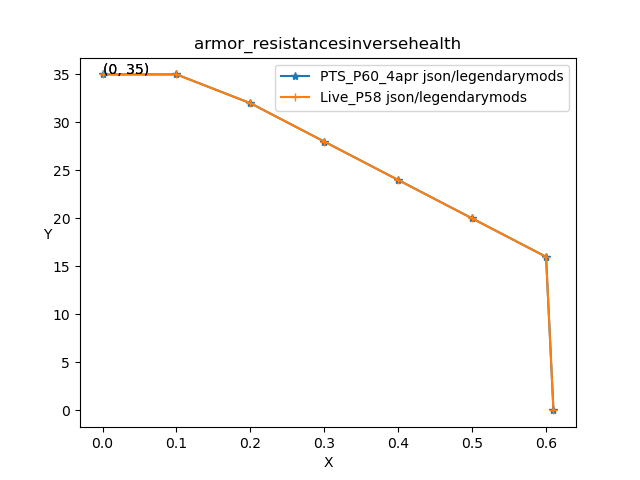 armor_resistancesinversehealth
(0, 35)
PTS_P60_4apr json/legendarymods
Live_P58 json/legendarymods
35
30
25
20
Y
15
10
5
0
0.0 0.1 0.2 0.3 0.4 0.5 0.6
X